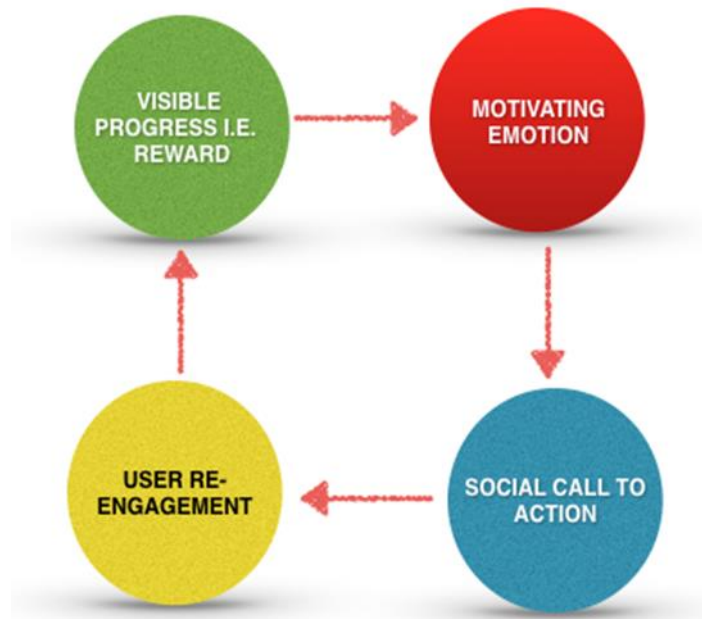 VISIBLE
PROGRESS I.E.
REWARD
MOTIVATING
EMOTION
USER RE-
ENGAGEMENT
SOCIAL CALL TO
ACTION